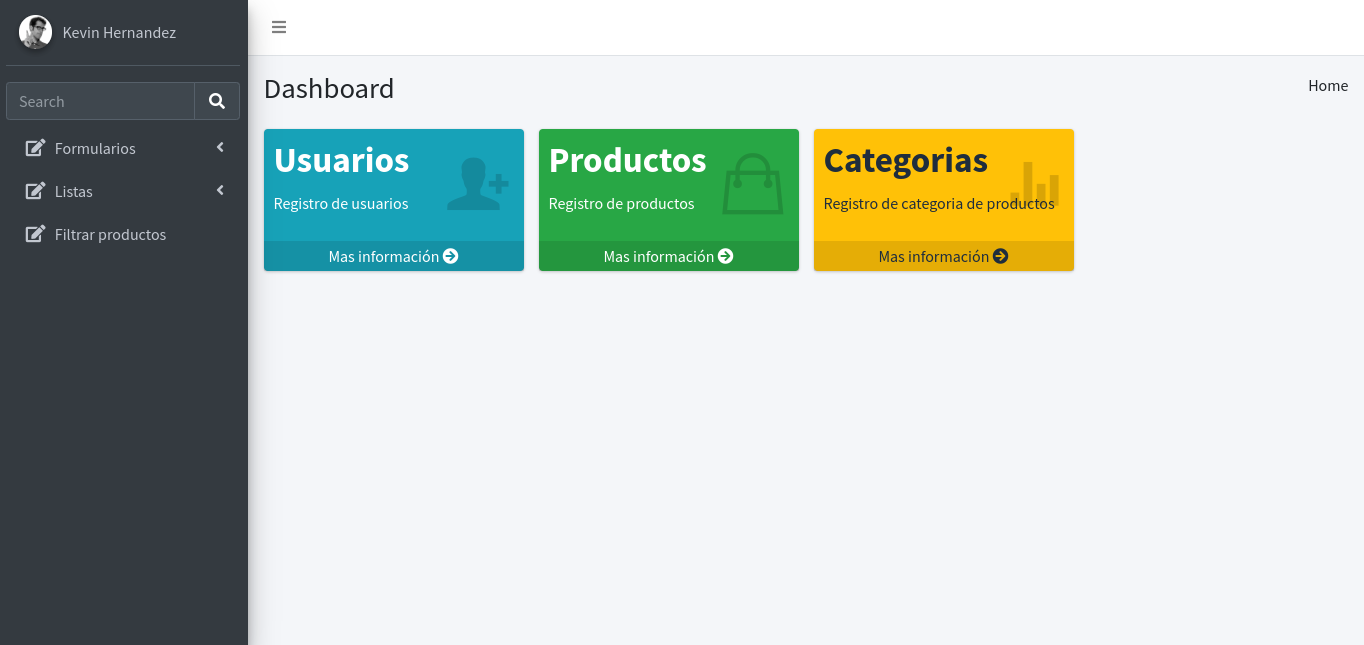 Kevin Hernandez
Search
Formularios
Listas
Filtrar productos
Dashboard
Home
Usuarios
Registro de usuarios
Mas información
Productos
Registro de productos
Mas información
Categorias
Registro de categoria de productos
Mas información